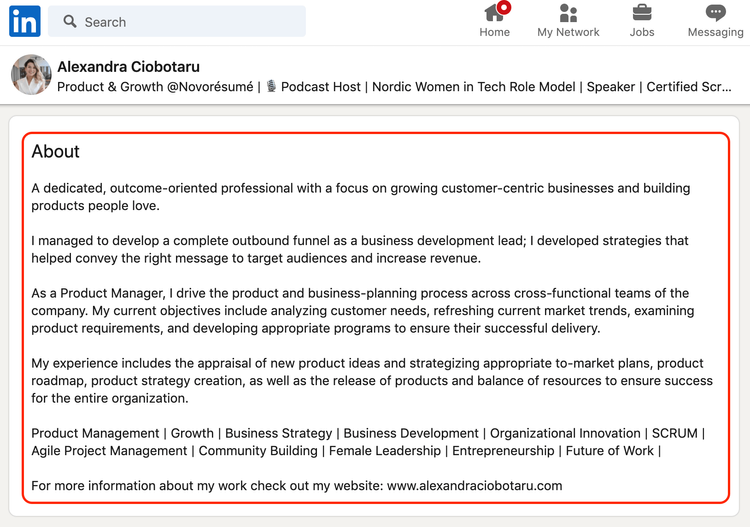 in
Search
Home
My Network
Jobs
Messaging
Alexandra Ciobotaru
Product & Growth @Novorésumé | 🎙 Podcast Host | Nordic Women in Tech Role Model | Speaker | Certified Scr...
About
A dedicated, outcome-oriented professional with a focus on growing customer-centric businesses and building
products people love.
I managed to develop a complete outbound funnel as a business development lead; I developed strategies that
helped convey the right message to target audiences and increase revenue.
As a Product Manager, I drive the product and business-planning process across cross-functional teams of the
company. My current objectives include analyzing customer needs, refreshing current market trends, examining
product requirements, and developing appropriate programs to ensure their successful delivery.
My experience includes the appraisal of new product ideas and strategizing appropriate to-market plans, product
roadmap, product strategy creation, as well as the release of products and balance of resources to ensure success
for the entire organization.
Product Management | Growth | Business Strategy | Business Development | Organizational Innovation | SCRUM |
Agile Project Management | Community Building | Female Leadership | Entrepreneurship | Future of Work |
For more information about my work check out my website: www.alexandraciobotaru.com